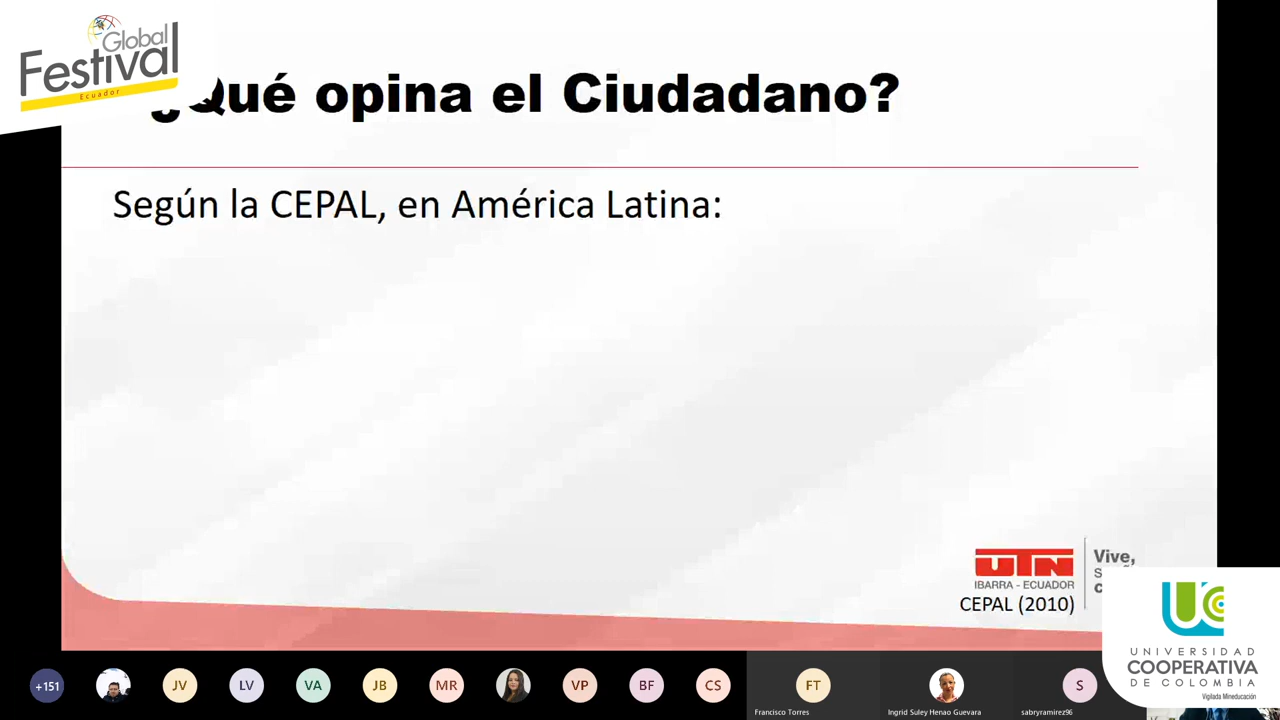 Global
Festival
Ecuador
¿Qué opina el Ciudadano?
Según la CEPAL, en América Latina:
UTN
IBARRA - ECUADOR
Vive,
CEPAL (2010)
UC
UNIVERSIDAD
COOPERATIVA
DE COLOMBIA
Vigilada Mineducación
+151
JV
LV
VA
JB
MR
VP
BF
CS
FT
S
Francisco Torres
Ingrid Suley Henao Guevara
sabryramirez96